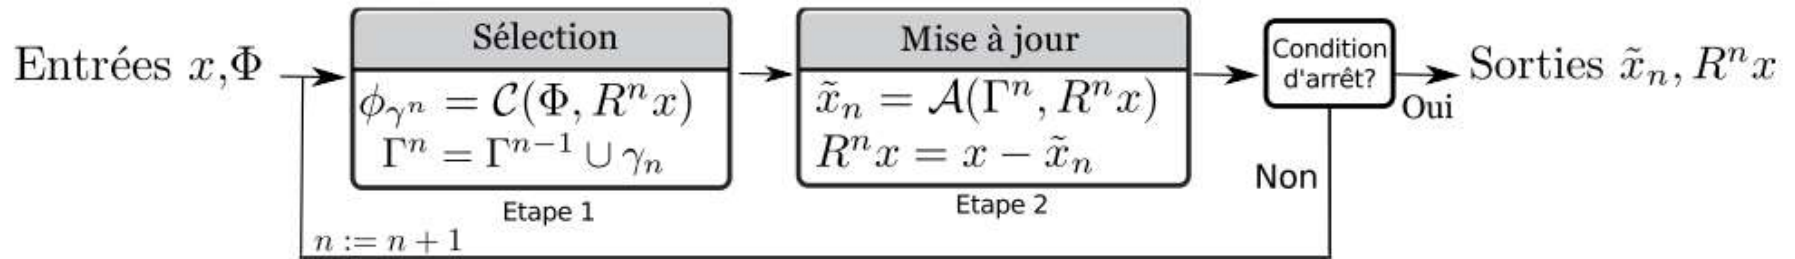 Entrées x,Φ
Sélection
ϕ_{γ^n} = 𝒞(Φ, R^n x)
Γ^n = Γ^{n−1} ∪ γ_n
Etape 1
Mise à jour
x̃_n = 𝒜(Γ^n, R^n x)
R^n x = x − x̃_n
Etape 2
Condition
d'arrêt?
Oui
Sorties x̃_n, R^n x
Non
n := n + 1